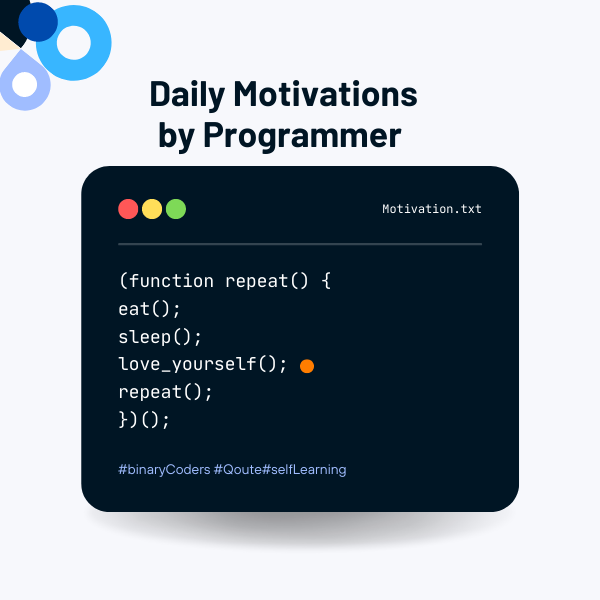 Daily Motivations
by Programmer
Motivation.txt
(function repeat() {
eat();
sleep();
love_yourself();
repeat();
})();
#binaryCoders #Qoute#selfLearning